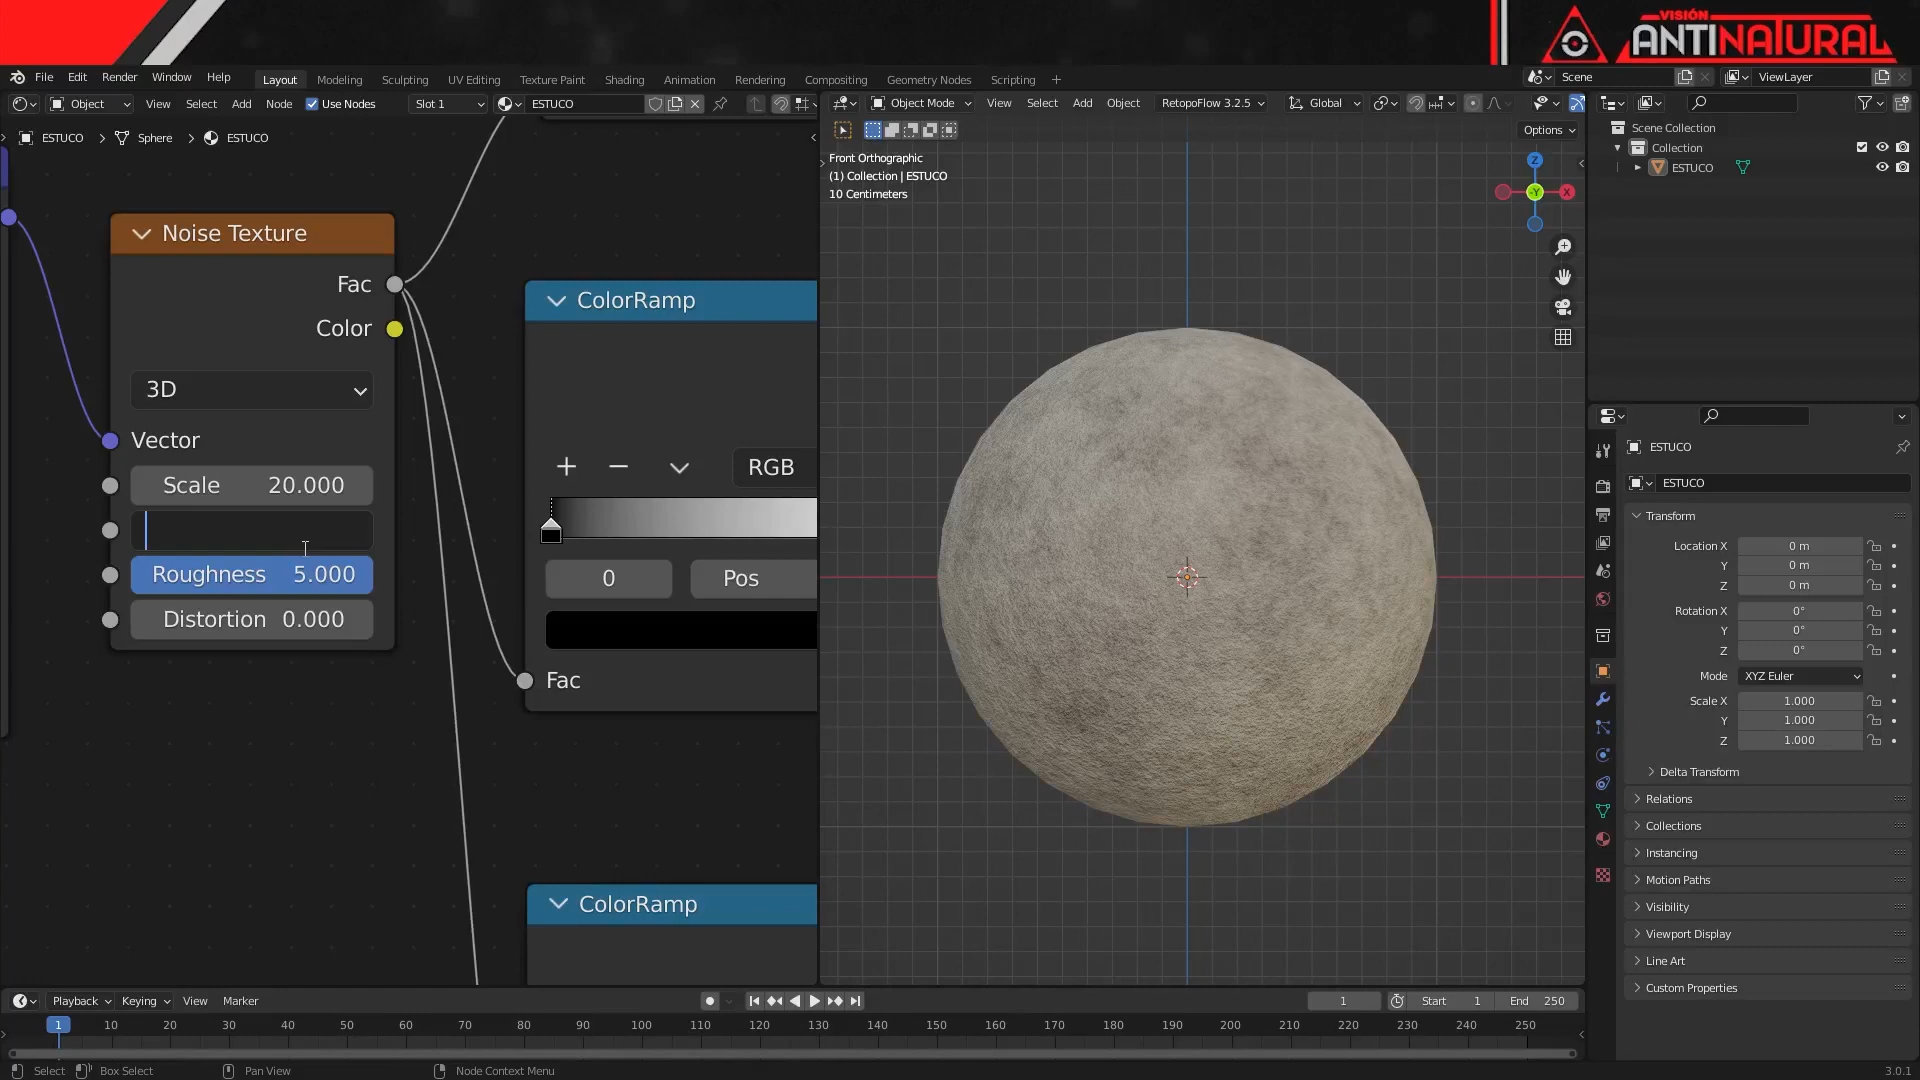 VISIÓN
ANTINATURAL
File Edit Render Window Help Layout Modeling Sculpting UV Editing Texture Paint Shading Animation Rendering Compositing Geometry Nodes Scripting + Scene ViewLayer
Object View Select Add Node Use Nodes Slot 1 ESTUCO
Object Mode View Select Add Object RetopoFlow 3.2.5 Global
Options
ESTUCO > Sphere > ESTUCO
Front Orthographic
(1) Collection | ESTUCO
10 Centimeters
Z
-Y
X
Noise Texture
Fac
Color
3D
Vector
Scale 20.000
Roughness 5.000
Distortion 0.000
ColorRamp
+ − RGB
0 Pos
Fac
ColorRamp
Scene Collection
Collection
ESTUCO
ESTUCO
ESTUCO
Transform
Location X 0 m
Y 0 m
Z 0 m
Rotation X 0°
Y 0°
Z 0°
Mode XYZ Euler
Scale X 1.000
Y 1.000
Z 1.000
Delta Transform
Relations
Collections
Instancing
Motion Paths
Visibility
Viewport Display
Line Art
Custom Properties
Playback Keying View Marker 1 Start 1 End 250
1 10 20 30 40 50 60 70 80 90 100 110 120 130 140 150 160 170 180 190 200 210 220 230 240 250
Select Box Select Pan View Node Context Menu 3.0.1